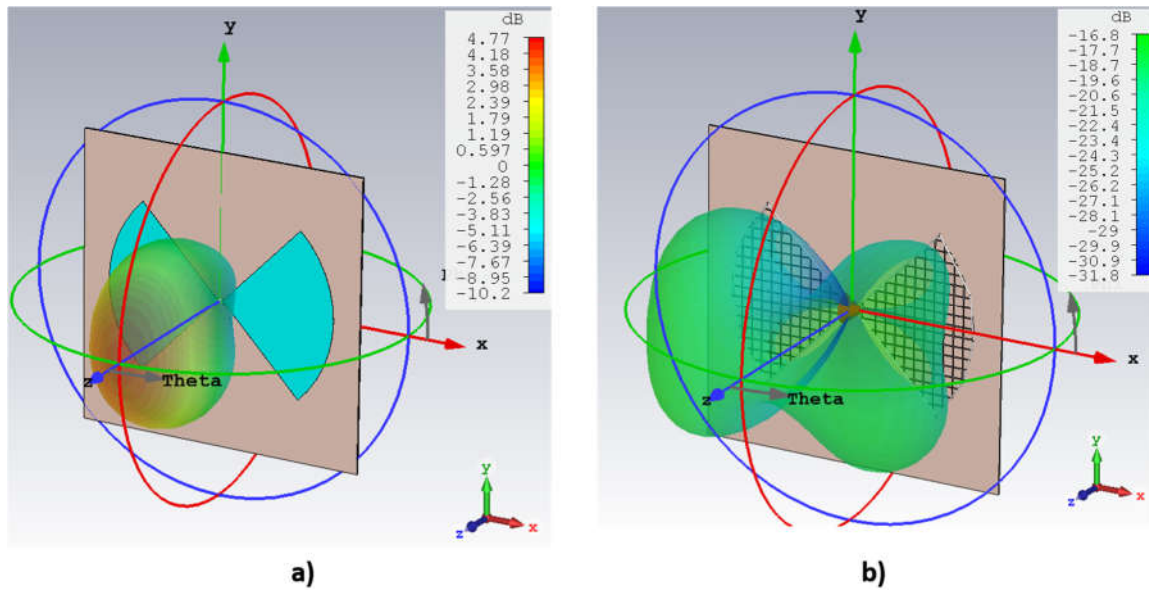 dB
4.77
4.18
3.58
2.98
2.39
1.79
1.19
0.597
0
-1.28
-2.56
-3.83
-5.11
-6.39
-7.67
-8.95
-10.2
y
x
z
Theta
y
z
x
a)
dB
-16.8
-17.7
-18.7
-19.6
-20.6
-21.5
-22.4
-23.4
-24.3
-25.2
-26.2
-27.1
-28.1
-29
-29.9
-30.9
-31.8
y
x
z
Theta
y
z
x
b)